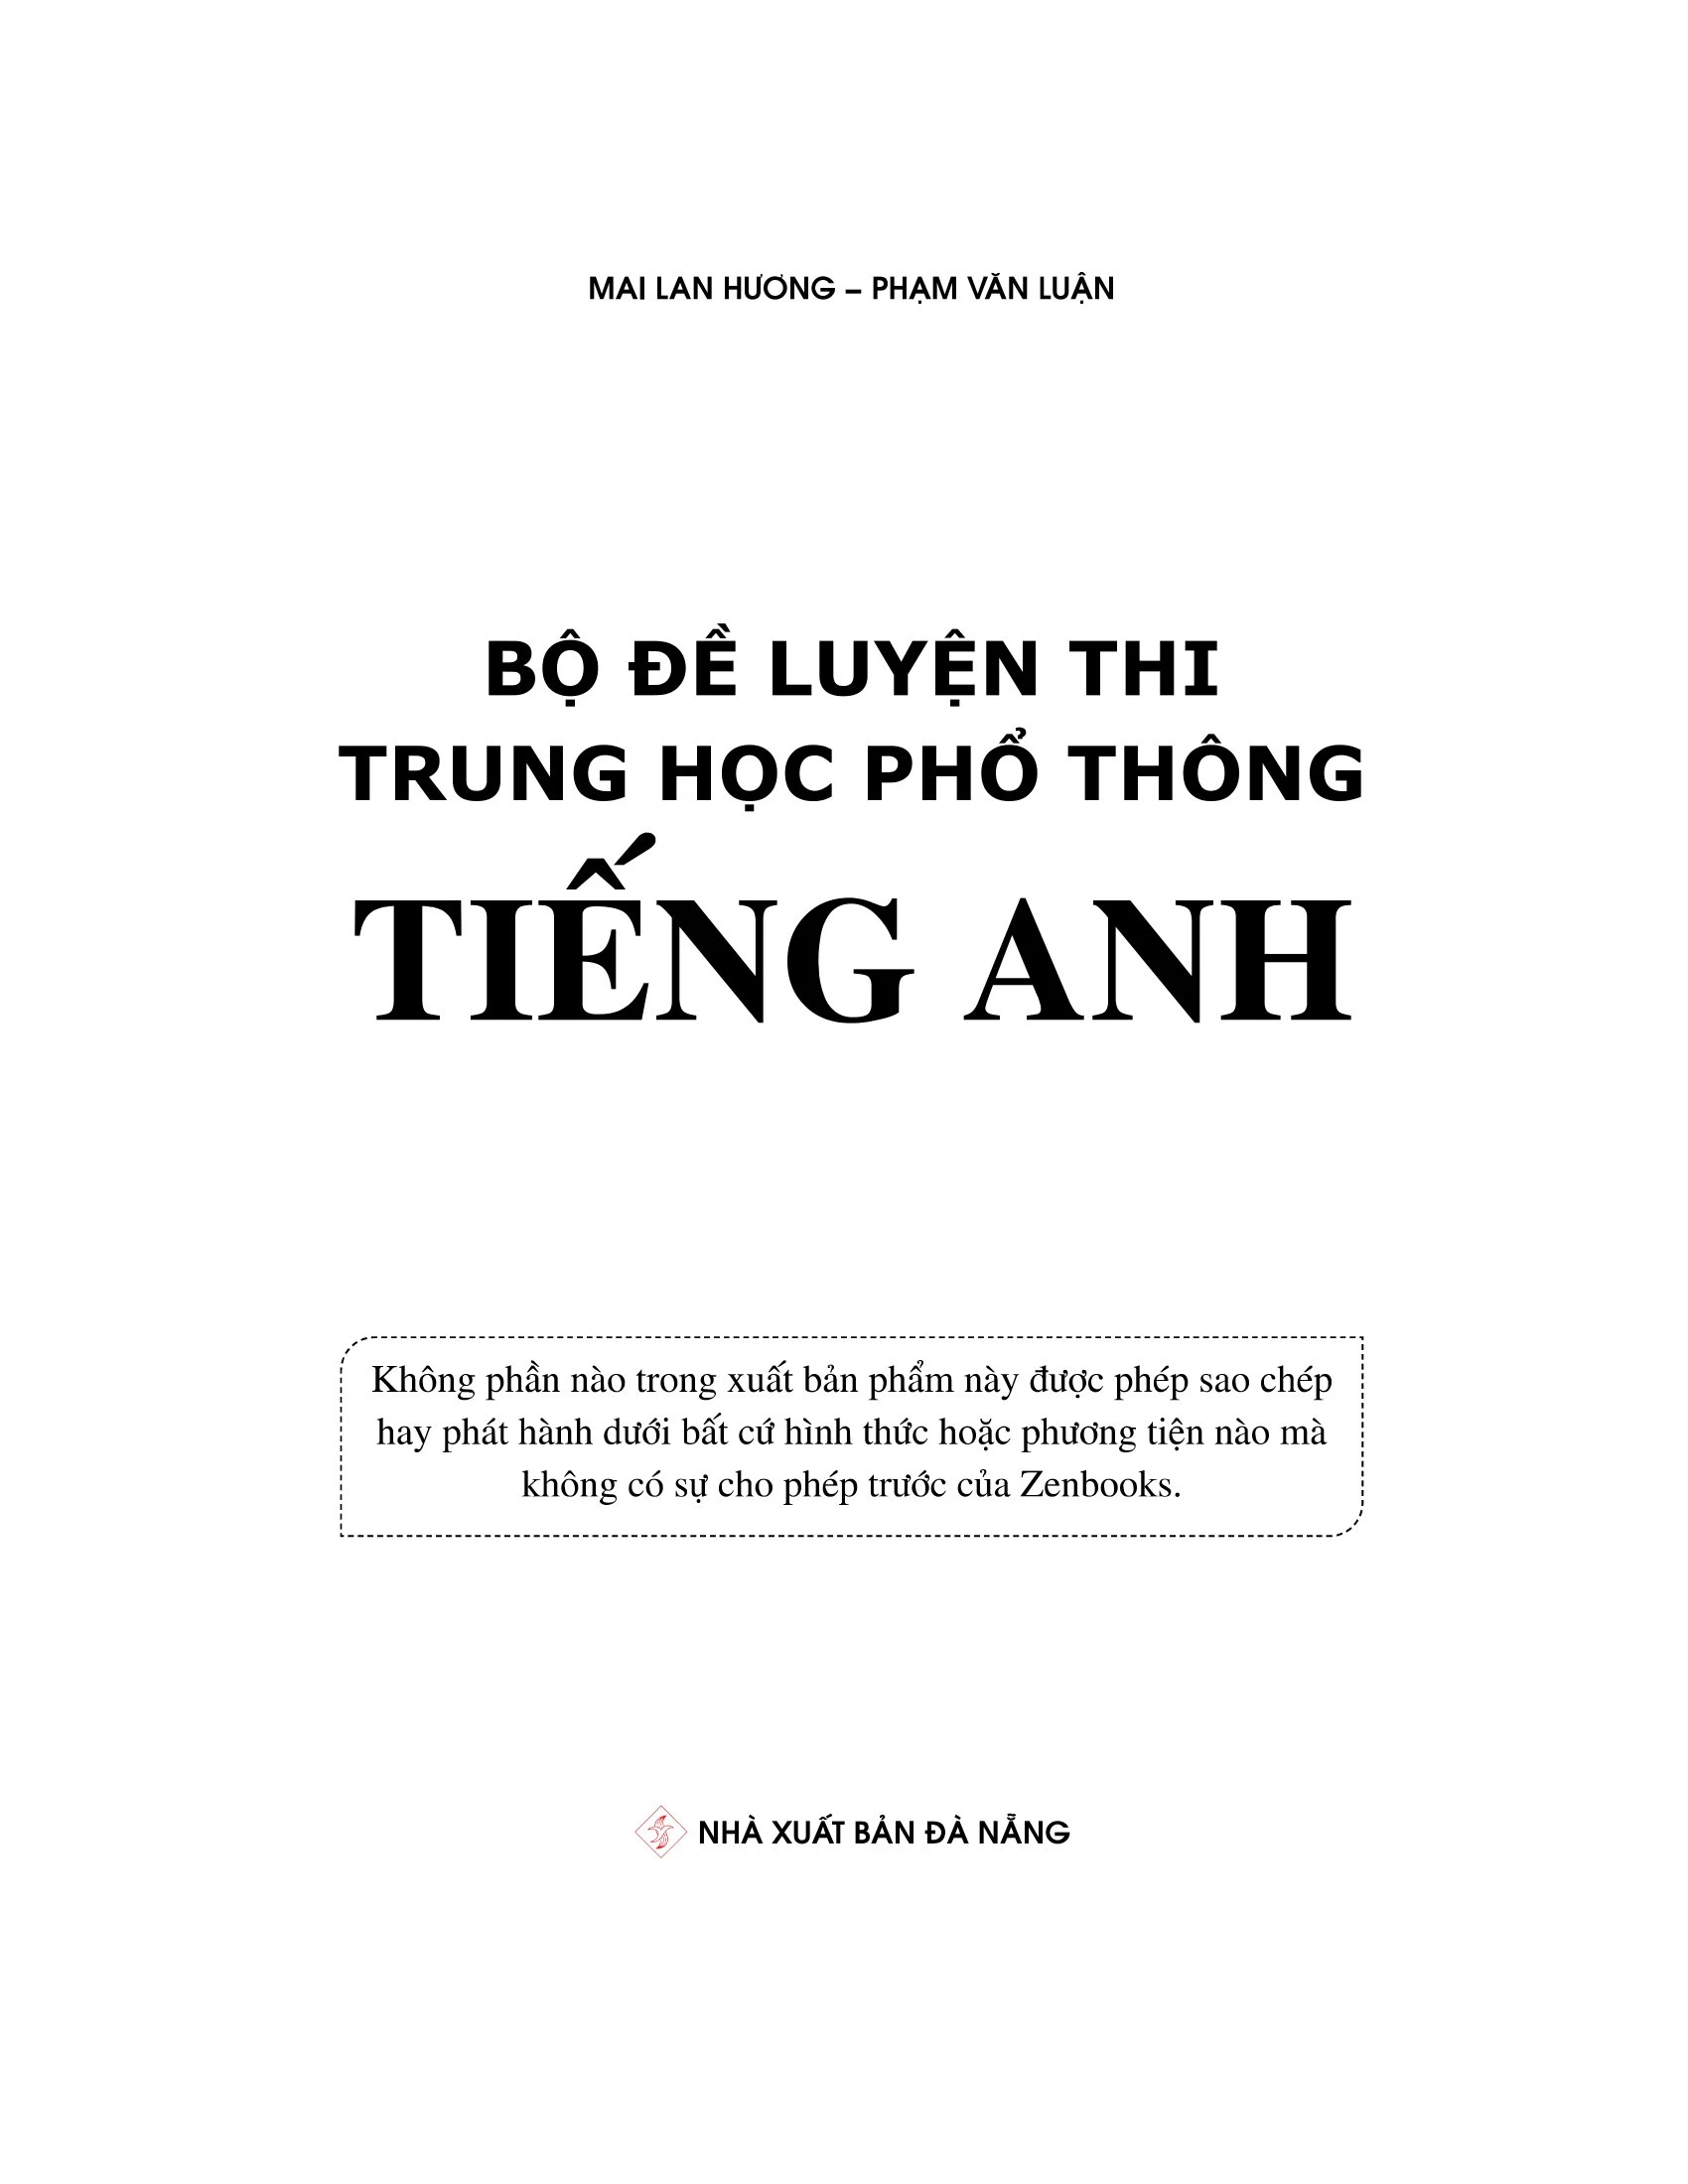 MAI LAN HƯƠNG – PHẠM VĂN LUẬN
BỘ ĐỀ LUYỆN THI
TRUNG HỌC PHỔ THÔNG
TIẾNG ANH
Không phần nào trong xuất bản phẩm này được phép sao chép
hay phát hành dưới bất cứ hình thức hoặc phương tiện nào mà
không có sự cho phép trước của Zenbooks.
NHÀ XUẤT BẢN ĐÀ NẴNG